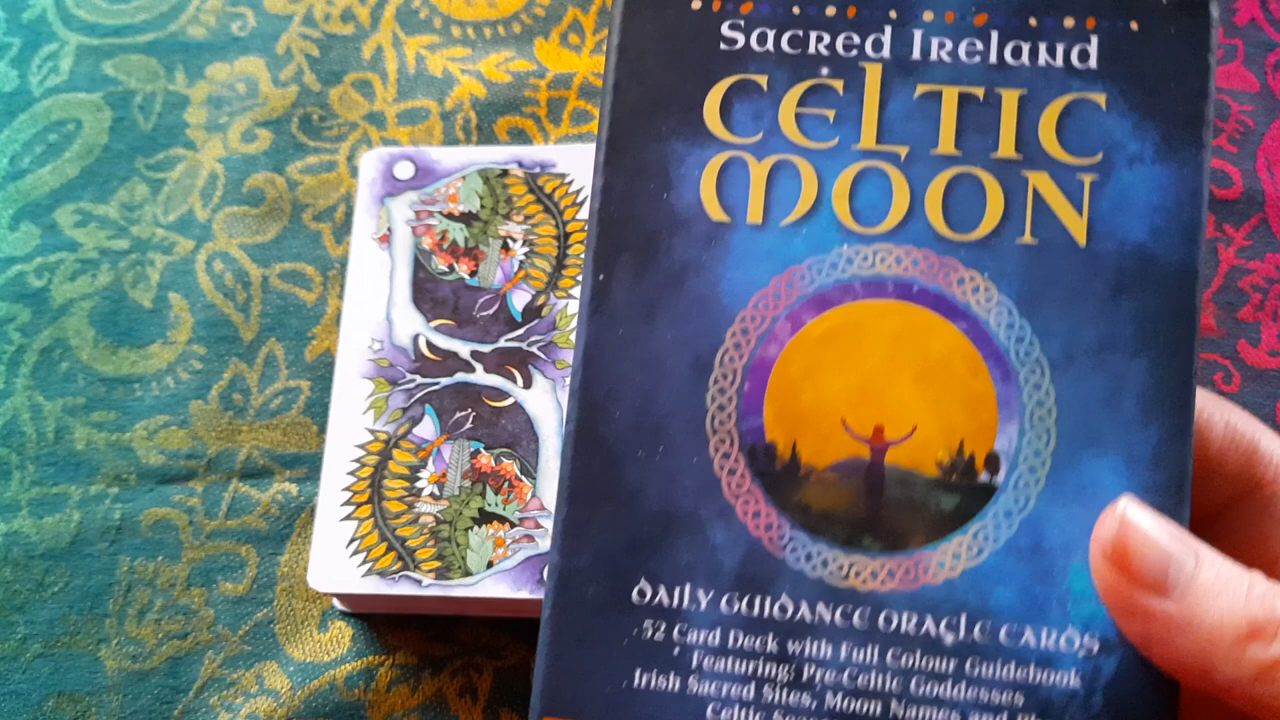 Sacred Ireland
CELTIC
MOON
DAILY GUIDANCE ORACLE CARDS
52 Card Deck with Full Colour Guidebook
Featuring: Pre-Celtic Goddesses
Irish Sacred Sites, Moon Names and
Celtic